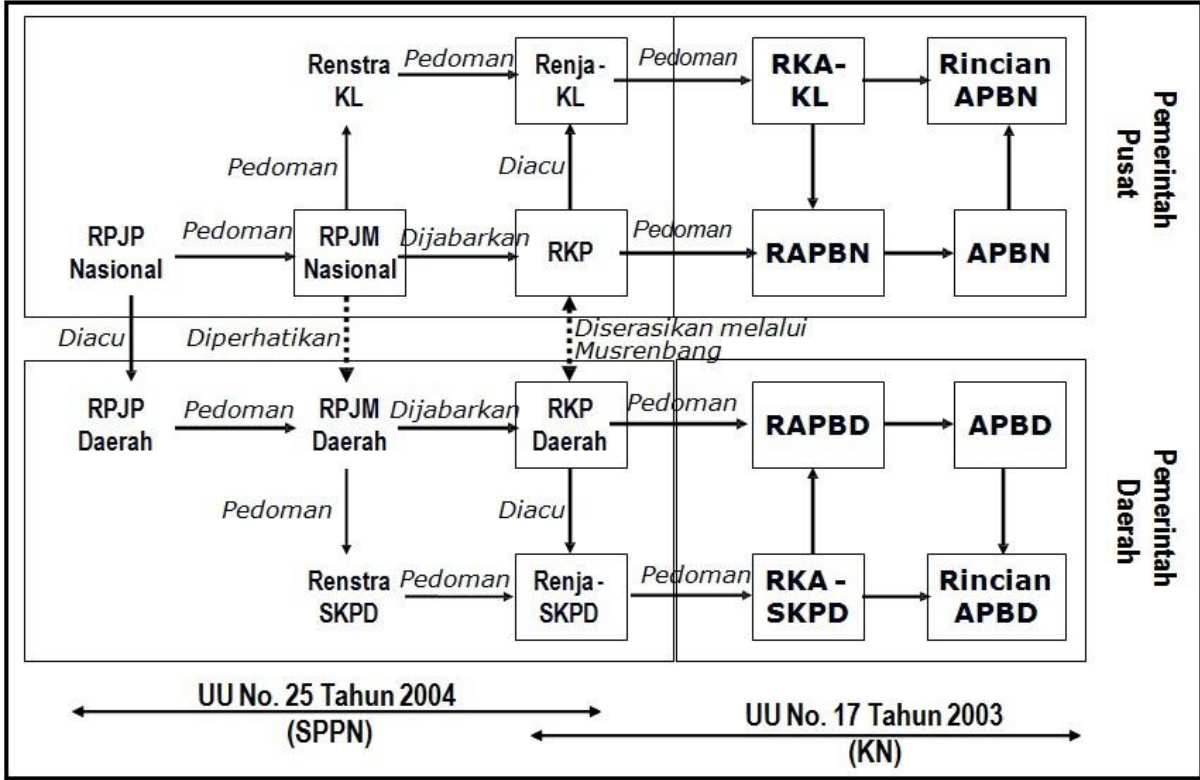 Renstra
KL
Pedoman
Renja-
KL
Pedoman
RKA-
KL
Rincian
APBN
Pedoman
Diacu
RPJP
Nasional
Pedoman
RPJM
Nasional
Dijabarkan
RKP
Pedoman
RAPBN
APBN
Pemerintah
Pusat
Diacu
Diperhatikan
Diserasikan melalui
Musrenbang
RPJP
Daerah
Pedoman
RPJM
Daerah
Dijabarkan
RKP
Daerah
Pedoman
RAPBD
APBD
Pedoman
Diacu
Renstra
SKPD
Pedoman
Renja-
SKPD
Pedoman
RKA -
SKPD
Rincian
APBD
Pemerintah
Daerah
UU No. 25 Tahun 2004
(SPPN)
UU No. 17 Tahun 2003
(KN)